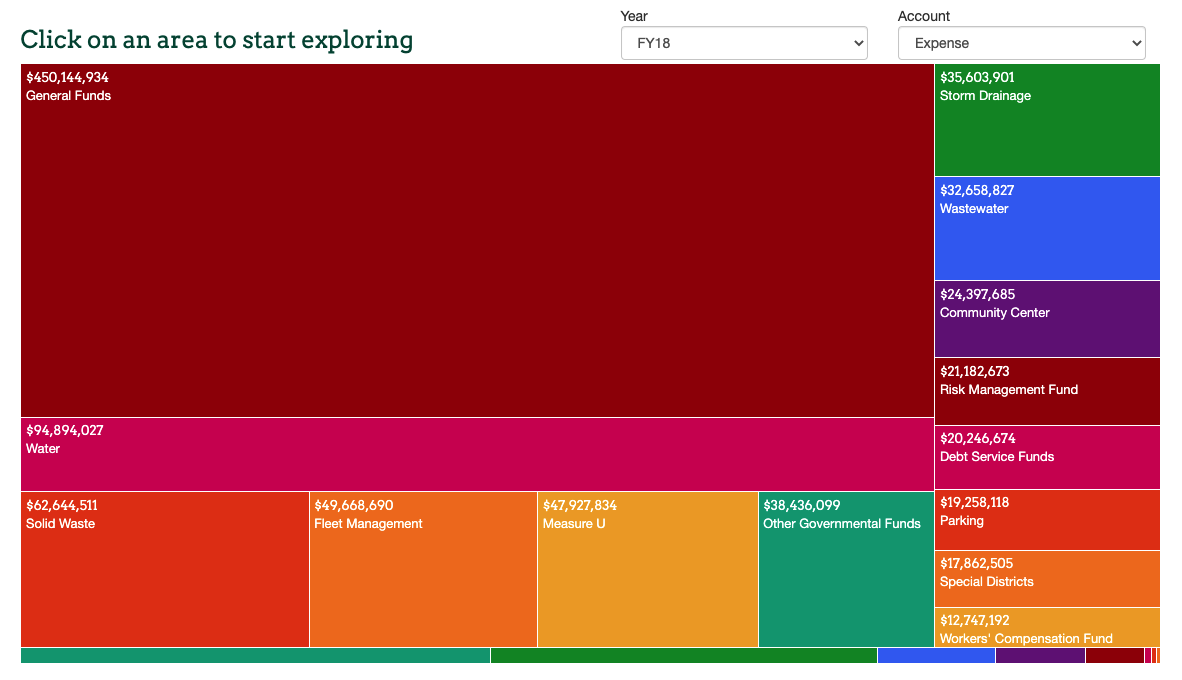 Click on an area to start exploring
Year
FY18
Account
Expense
$450,144,934
General Funds
$94,894,027
Water
$62,644,511
Solid Waste
$49,668,690
Fleet Management
$47,927,834
Measure U
$38,436,099
Other Governmental Funds
$35,603,901
Storm Drainage
$32,658,827
Wastewater
$24,397,685
Community Center
$21,182,673
Risk Management Fund
$20,246,674
Debt Service Funds
$19,258,118
Parking
$17,862,505
Special Districts
$12,747,192
Workers' Compensation Fund